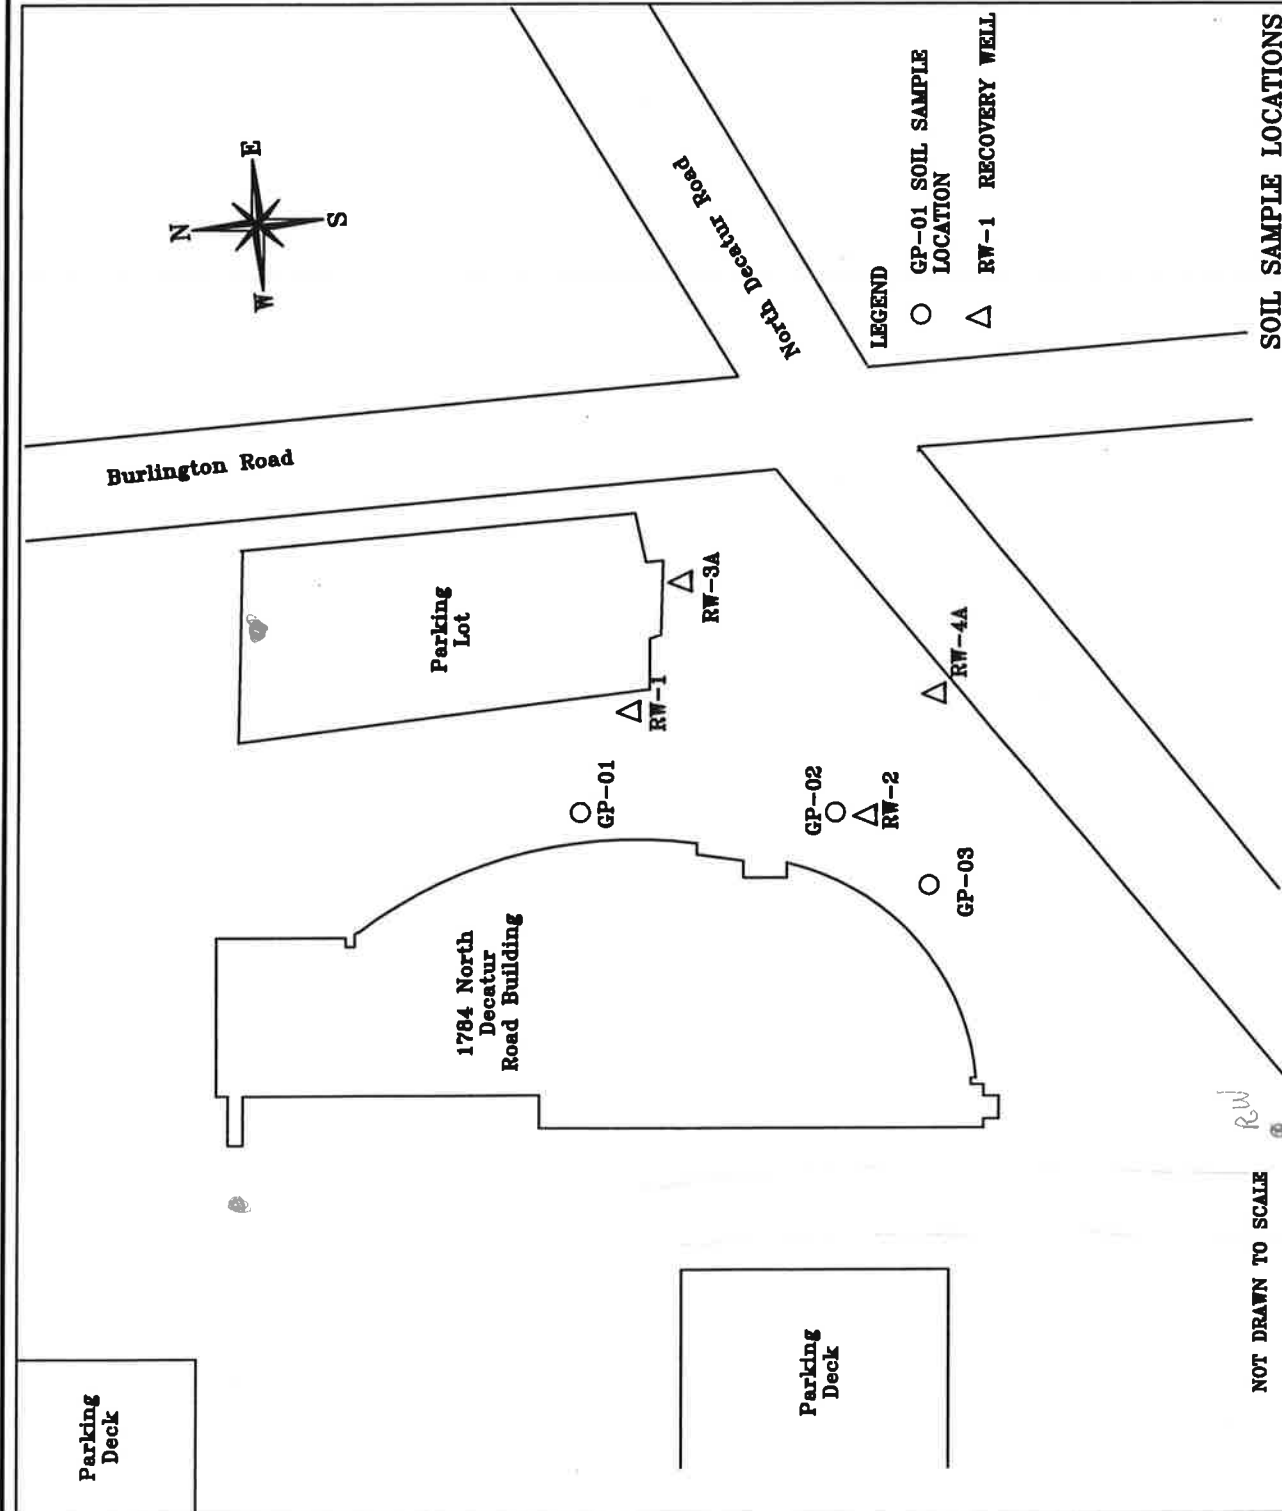 N
W
E
S
Burlington Road
North Decatur Road
Parking
Lot
RW-1
RW-3A
RW-4A
GP-01
GP-02
RW-2
GP-03
1784 North
Decatur
Road Building
Parking
Deck
Parking
Deck
LEGEND
GP-01 SOIL SAMPLE
LOCATION
RW-1 RECOVERY WELL
RW
NOT DRAWN TO SCALE
SOIL SAMPLE LOCATIONS